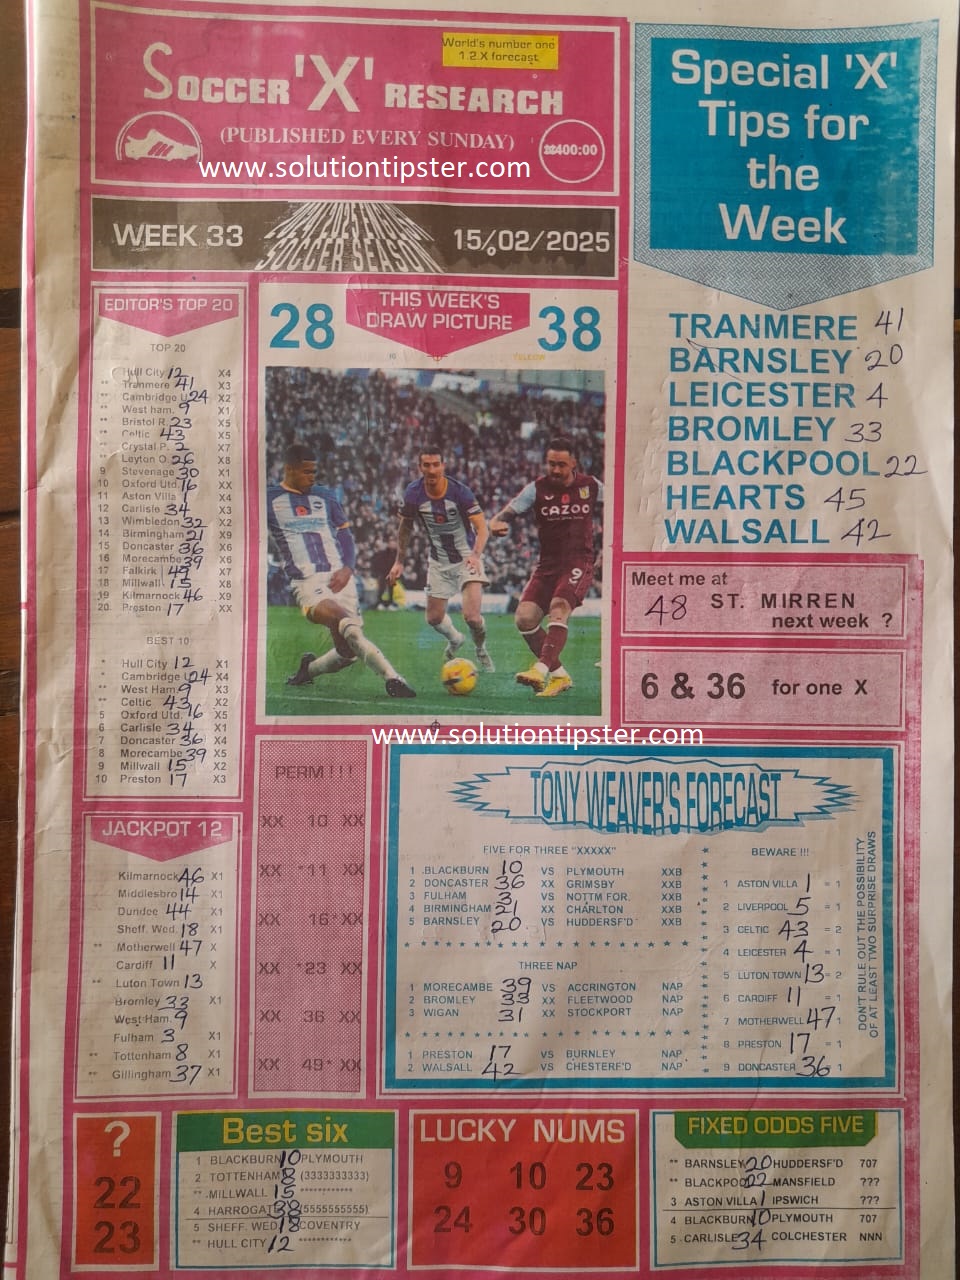 World's number one
1.2.X forecast
SOCCER 'X' RESEARCH
(PUBLISHED EVERY SUNDAY)
www.solutiontipster.com
WEEK 33
2024/2025 ENGLISH
SOCCER SEASON
15/02/2025
Special 'X'
Tips for
the
Week
TRANMERE 41
BARNSLEY 20
LEICESTER 4
BROMLEY 33
BLACKPOOL 22
HEARTS 45
WALSALL 42
Meet me at
48 ST. MIRREN
next week ?
6 & 36 for one X
EDITOR'S TOP 20
TOP 20
Hull City 12 X4
** Tranmere 41 X3
** Cambridge U 24 X2
** West ham. 9 X1
** Bristol R. 23 X5
** Celtic 43 X5
** Crystal P. 2 X7
** Leyton O. 26 X8
9 Stevenage 30 X1
10 Oxford Utd. 16 XX
11 Aston Villa 1 X4
12 Carlisle 34 X3
13 Wimbledon 32 X2
14 Birmingham 21 X9
15 Doncaster 36 X6
16 Morecambe 39 X6
17 Falkirk 49 X7
18 Millwall 15 X8
19 Kilmarnock 46 X9
20. Preston 17 XX
BEST 10
* Hull City 12 X1
* Cambridge U 24 X4
** West Ham 9 X3
** Celtic 43 X2
5 Oxford Utd. 16 X5
6 Carlisle 34 X1
7 Doncaster 36 X4
8 Morecambe 39 X5
9 Millwall 15 X2
10 Preston 17 X3
28
THIS WEEK'S
DRAW PICTURE
38
YELLOW
CAZOO
9
www.solutiontipster.com
JACKPOT 12
Kilmarnock 46 X1
Middlesbro 14 X1
Dundee 44 X1
Sheff. Wed. 18 X1
** Motherwell 47 X
Cardiff 11 X
** Luton Town 13
Bromley 33 X1
West Ham. 9
Fulham 3 X1
** Tottenham 8 X1
** Gillingham 37 X1
PERM !!!
XX 10 XX
XX *11 XX
XX 16* XX
XX *23 XX
XX 36 XX
XX 49* XX
TONY WEAVER'S FORECAST
FIVE FOR THREE "XXXXX"
1 .BLACKBURN 10 VS PLYMOUTH XXB
2 DONCASTER 36 XX GRIMSBY XXB
3 FULHAM 3 VS NOTTM FOR. XXB
4 BIRMINGHAM 21 XX CHARLTON XXB
5 BARNSLEY 20 VS HUDDERSF'D XXB
THREE NAP
1 MORECAMBE 39 VS ACCRINGTON NAP
2 BROMLEY 33 XX FLEETWOOD NAP
3 WIGAN 31 XX STOCKPORT NAP
1 PRESTON 17 VS BURNLEY NAP
2 WALSALL 42 VS CHESTERF'D NAP
BEWARE !!!
1 ASTON VILLA 1 = 1
2 LIVERPOOL 5 = 1
3 CELTIC 43 = 2
4 LEICESTER 4 = 1
5 LUTON TOWN 13 = 2
6 CARDIFF 11 = 1
7 MOTHERWELL 47 1
8 PRESTON 17 = 1
9 DONCASTER 36 1
DON'T RULE OUT THE POSSIBILITY
OF AT LEAST TWO SURPRISE DRAWS
?
22
23
Best six
1 BLACKBURN 10 PLYMOUTH
2 TOTTENHAM 8 (3333333333)
** MILLWALL 15 ************
4 HARROGATE 38 (5555555555)
5 SHEFF. WED 18 COVENTRY
** HULL CITY 12 ************
LUCKY NUMS
9 10 23
24 30 36
FIXED ODDS FIVE
** BARNSLEY 20 HUDDERSF'D 707
** BLACKPOO 22 MANSFIELD ???
3 ASTON VILLA 1 IPSWICH ???
4 BLACKBURN 10 PLYMOUTH 707
5 CARLISLE 34 COLCHESTER NNN